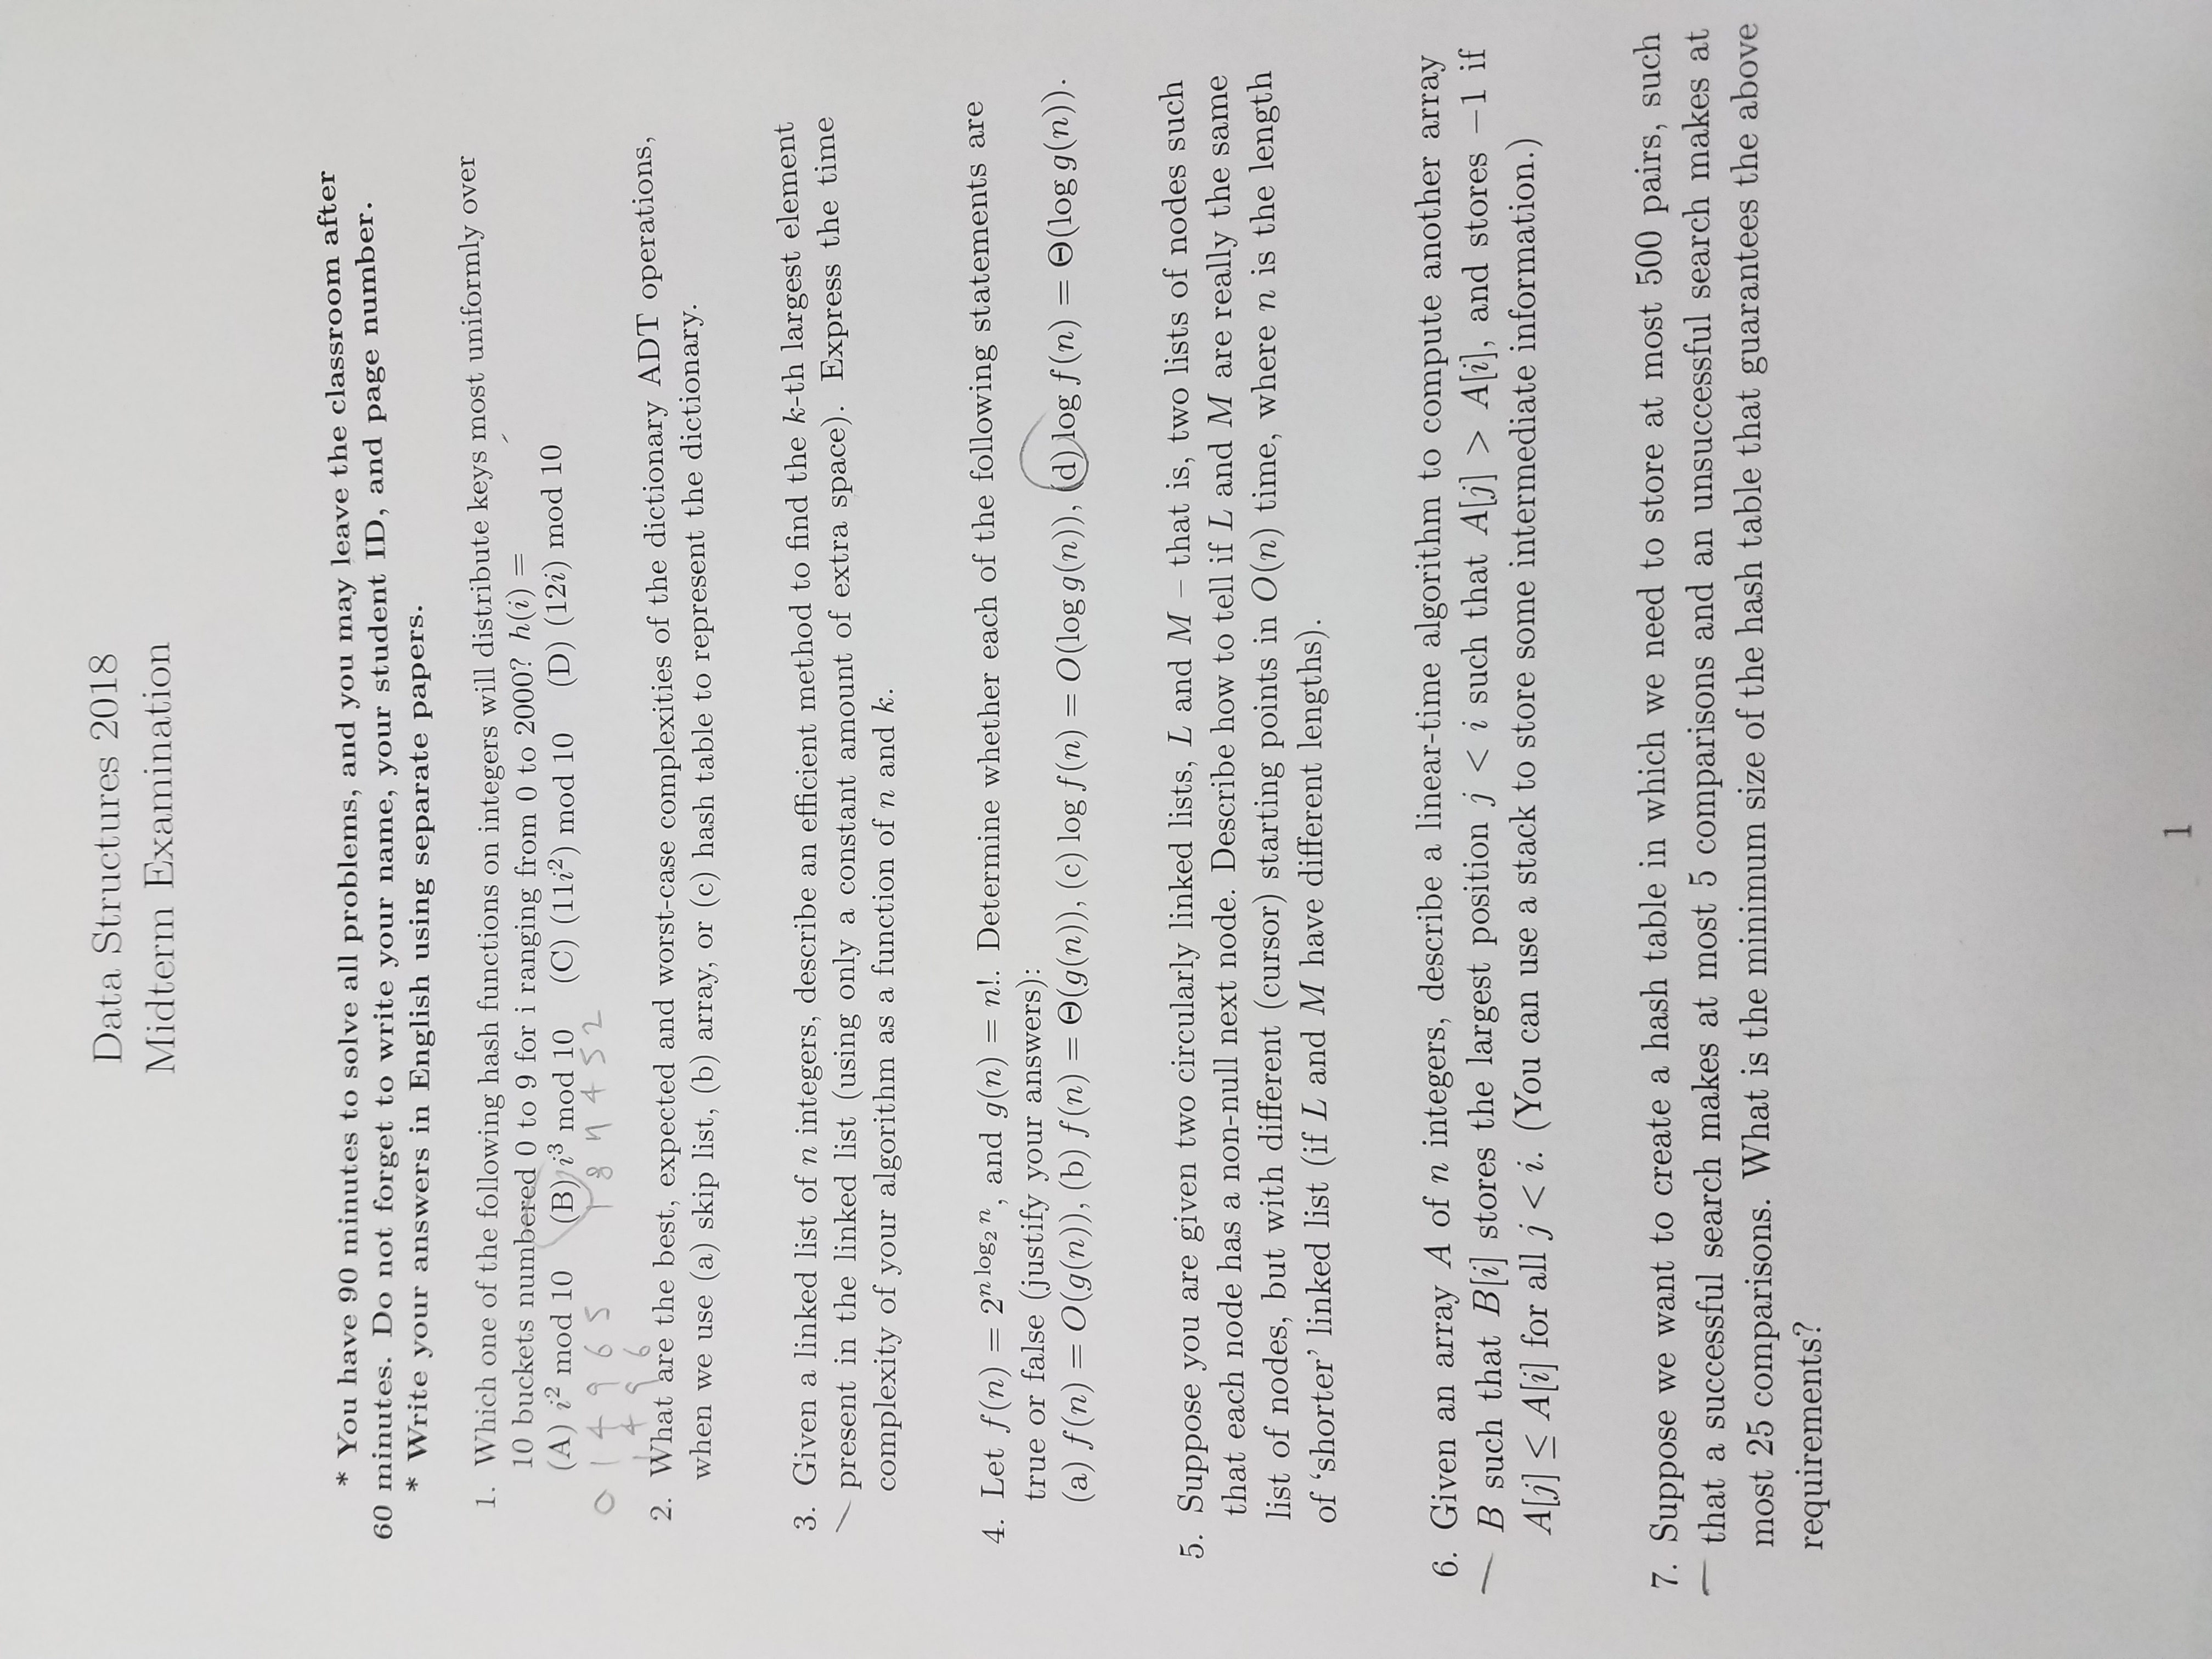 Data Structures 2018
Midterm Examination
* You have 90 minutes to solve all problems, and you may leave the classroom after
60 minutes. Do not forget to write your name, your student ID, and page number.
* Write your answers in English using separate papers.
1. Which one of the following hash functions on integers will distribute keys most uniformly over
10 buckets numbered 0 to 9 for i ranging from 0 to 2000? h(i) =
(A) i² mod 10 (B) i³ mod 10 (C) (11i²) mod 10 (D) (12i) mod 10
0 1 4 9 6 5 1 8 7 4 5 2
1 4 9 6
2. What are the best, expected and worst-case complexities of the dictionary ADT operations,
when we use (a) skip list, (b) array, or (c) hash table to represent the dictionary.
3. Given a linked list of n integers, describe an efficient method to find the k-th largest element
present in the linked list (using only a constant amount of extra space). Express the time
complexity of your algorithm as a function of n and k.
4. Let f(n) = 2^{n log₂ n}, and g(n) = n!. Determine whether each of the following statements are
true or false (justify your answers):
(a) f(n) = O(g(n)), (b) f(n) = Θ(g(n)), (c) log f(n) = O(log g(n)), (d) log f(n) = Θ(log g(n)).
5. Suppose you are given two circularly linked lists, L and M – that is, two lists of nodes such
that each node has a non-null next node. Describe how to tell if L and M are really the same
list of nodes, but with different (cursor) starting points in O(n) time, where n is the length
of ‘shorter’ linked list (if L and M have different lengths).
6. Given an array A of n integers, describe a linear-time algorithm to compute another array
B such that B[i] stores the largest position j < i such that A[j] > A[i], and stores −1 if
A[j] ≤ A[i] for all j < i. (You can use a stack to store some intermediate information.)
7. Suppose we want to create a hash table in which we need to store at most 500 pairs, such
that a successful search makes at most 5 comparisons and an unsuccessful search makes at
most 25 comparisons. What is the minimum size of the hash table that guarantees the above
requirements?
1